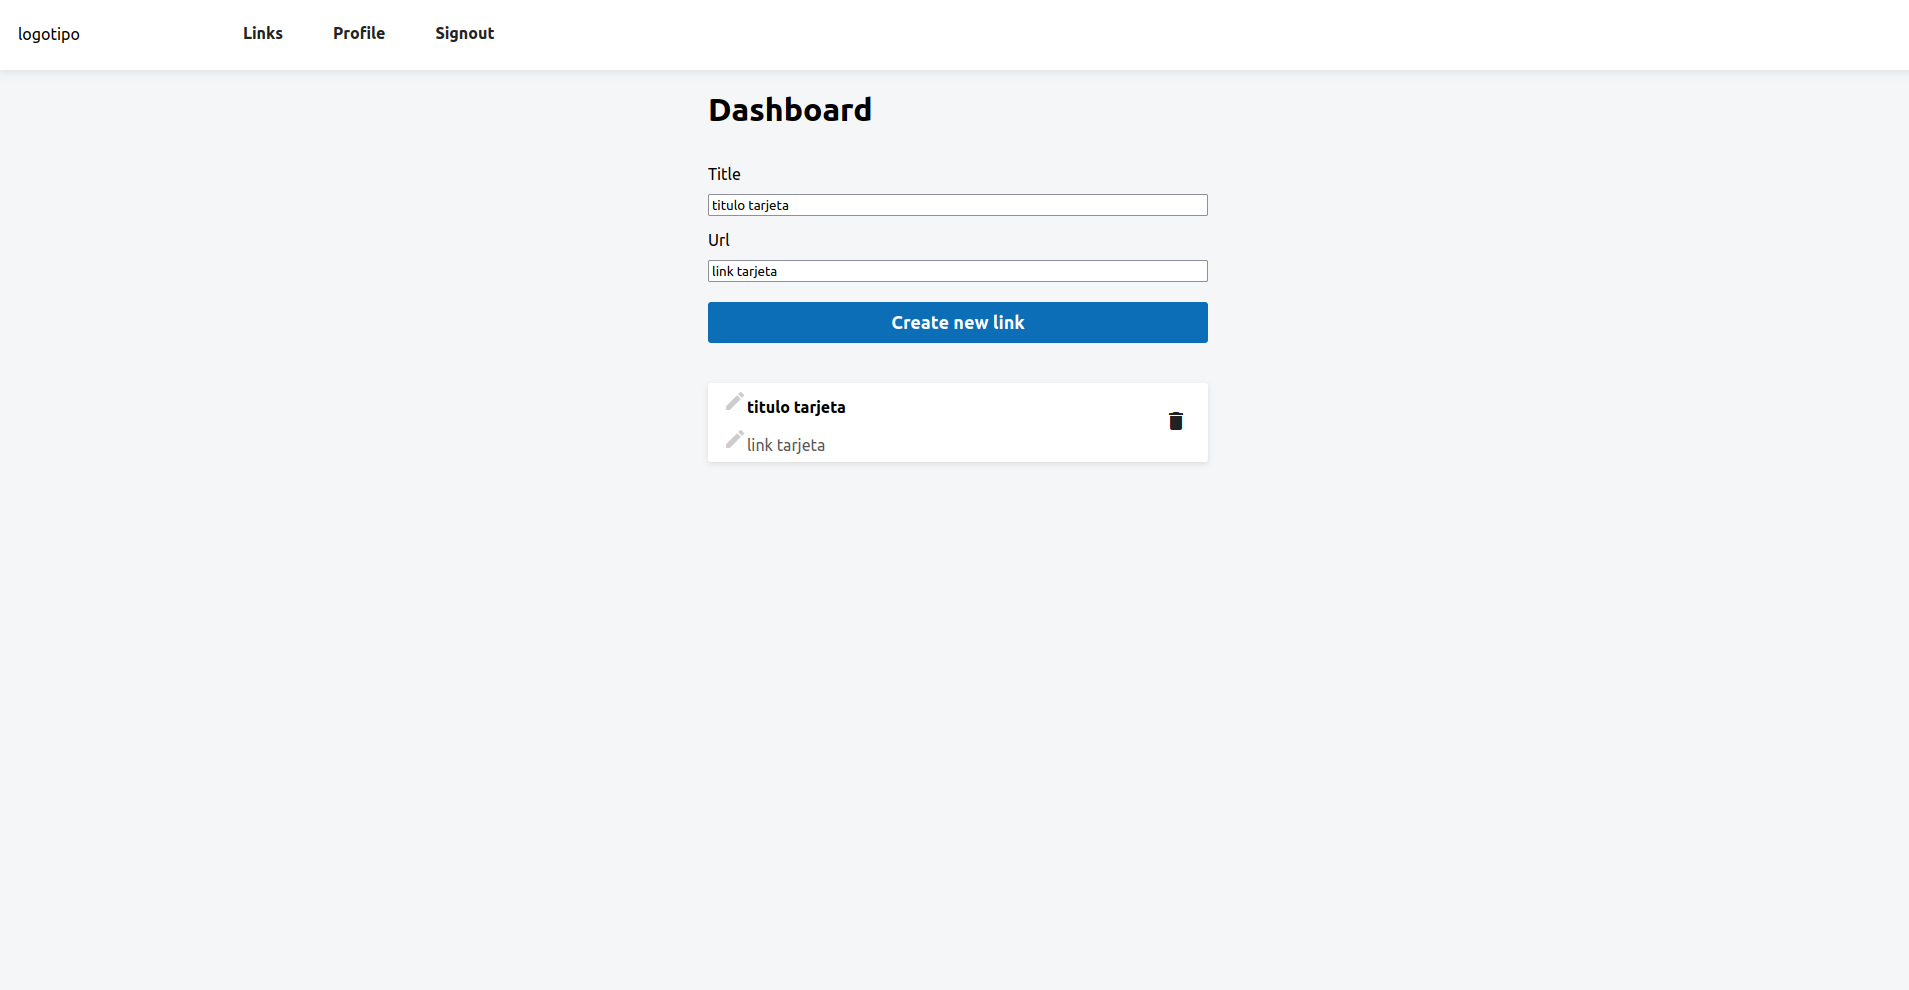 logotipo Links Profile Signout
Dashboard
Title
titulo tarjeta
Url
link tarjeta
Create new link
titulo tarjeta
link tarjeta